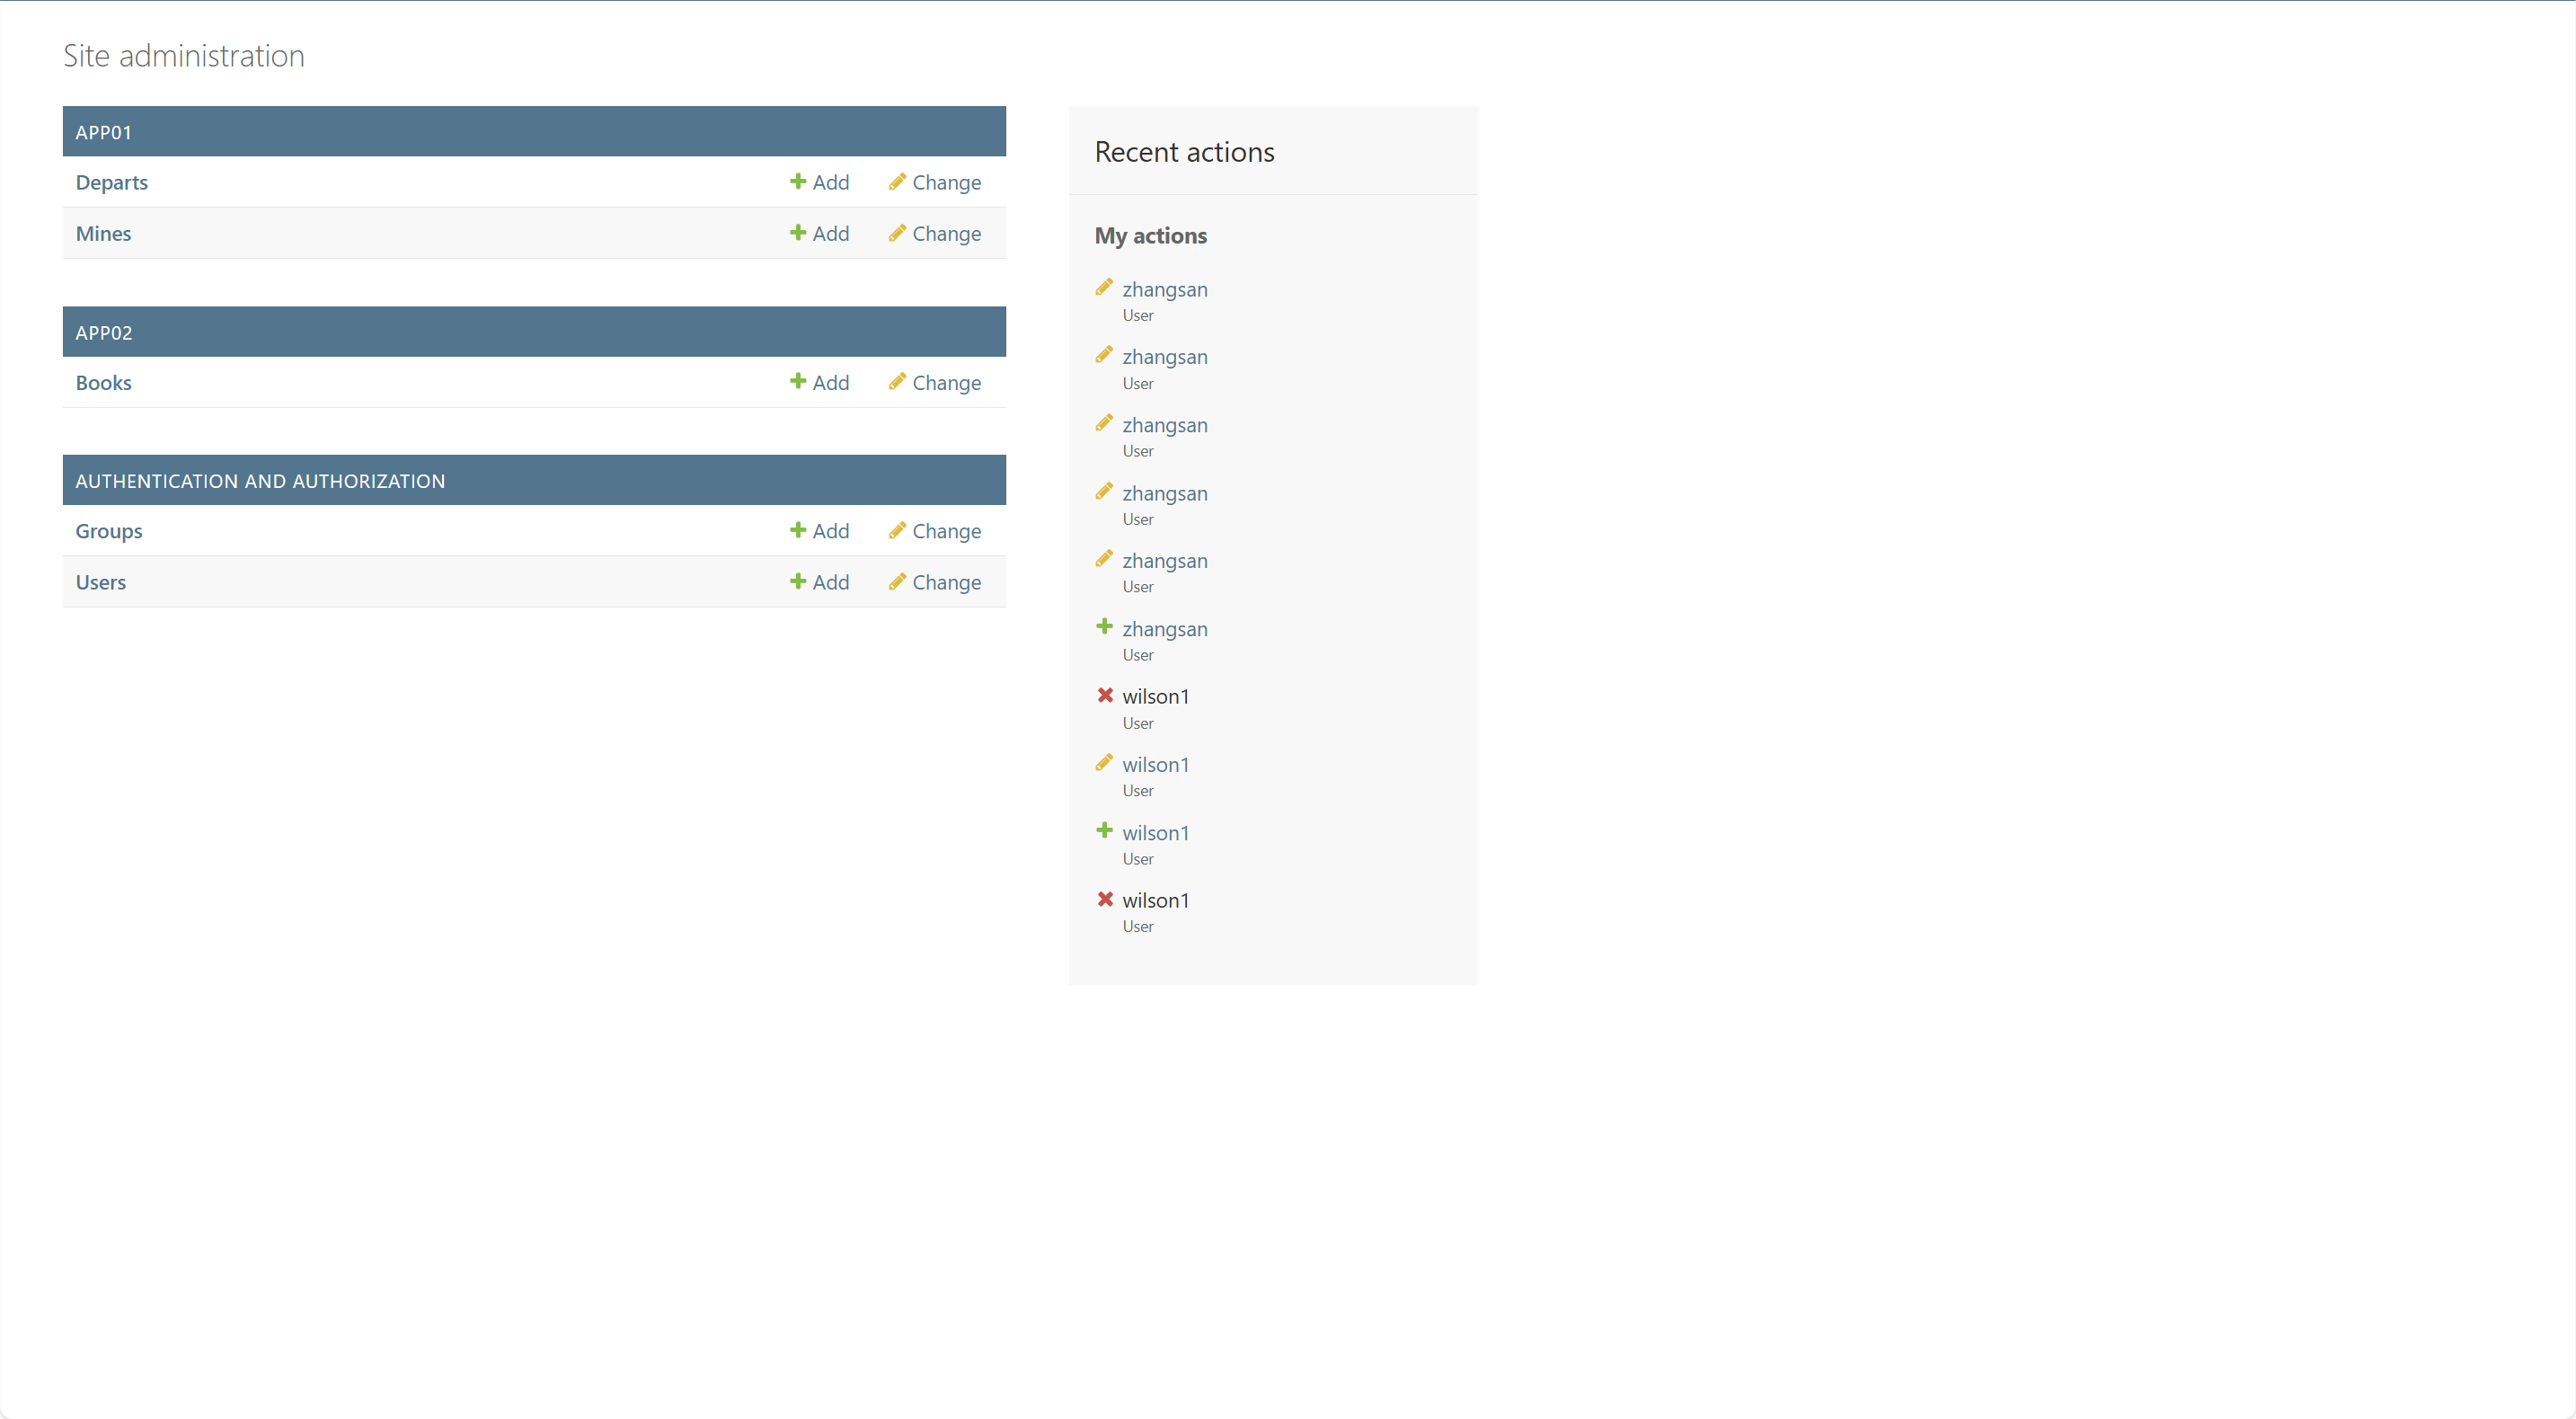 Site administration
APP01
Departs Add Change
Mines Add Change
APP02
Books Add Change
AUTHENTICATION AND AUTHORIZATION
Groups Add Change
Users Add Change
Recent actions
My actions
zhangsan
User
zhangsan
User
zhangsan
User
zhangsan
User
zhangsan
User
zhangsan
User
wilson1
User
wilson1
User
wilson1
User
wilson1
User